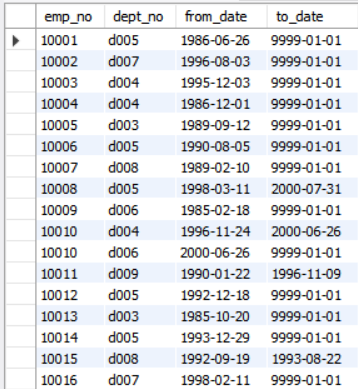 emp_no dept_no from_date to_date
10001 d005 1986-06-26 9999-01-01
10002 d007 1996-08-03 9999-01-01
10003 d004 1995-12-03 9999-01-01
10004 d004 1986-12-01 9999-01-01
10005 d003 1989-09-12 9999-01-01
10006 d005 1990-08-05 9999-01-01
10007 d008 1989-02-10 9999-01-01
10008 d005 1998-03-11 2000-07-31
10009 d006 1985-02-18 9999-01-01
10010 d004 1996-11-24 2000-06-26
10010 d006 2000-06-26 9999-01-01
10011 d009 1990-01-22 1996-11-09
10012 d005 1992-12-18 9999-01-01
10013 d003 1985-10-20 9999-01-01
10014 d005 1993-12-29 9999-01-01
10015 d008 1992-09-19 1993-08-22
10016 d007 1998-02-11 9999-01-01